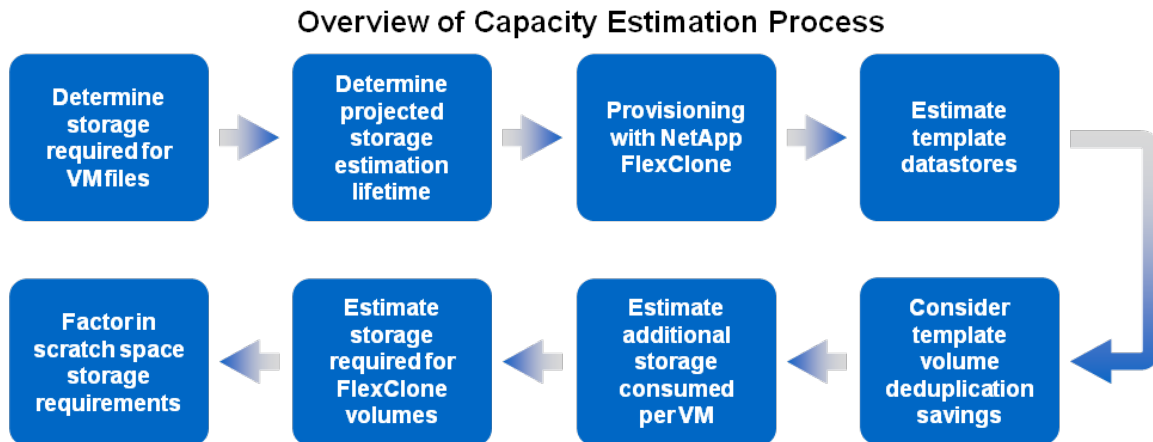 Overview of Capacity Estimation Process
Determine
storage
required for
VM files
Determine
projected
storage
estimation
lifetime
Provisioning
with NetApp
FlexClone
Estimate
template
datastores
Consider
template
volume
deduplication
savings
Estimate
additional
storage
consumed
per VM
Estimate
storage
required for
FlexClone
volumes
Factor in
scratch space
storage
requirements